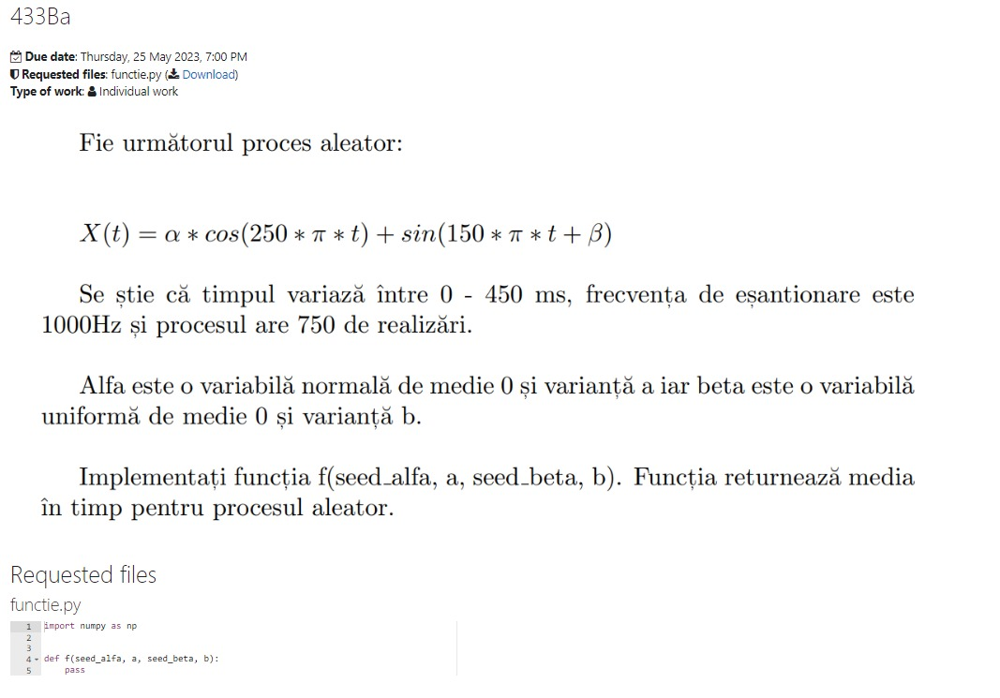 433Ba
Due date: Thursday, 25 May 2023, 7:00 PM
Requested files: functie.py (Download)
Type of work: Individual work
Fie următorul proces aleator:
X(t) = α ∗ cos(250 ∗ π ∗ t) + sin(150 ∗ π ∗ t + β)
Se știe că timpul variază între 0 - 450 ms, frecvența de eșantionare este
1000Hz și procesul are 750 de realizări.
Alfa este o variabilă normală de medie 0 și varianță a iar beta este o variabilă
uniformă de medie 0 și varianță b.
Implementați funcția f(seed_alfa, a, seed_beta, b). Funcția returnează media
în timp pentru procesul aleator.
Requested files
functie.py
1 import numpy as np
2
3
4 def f(seed_alfa, a, seed_beta, b):
5     pass